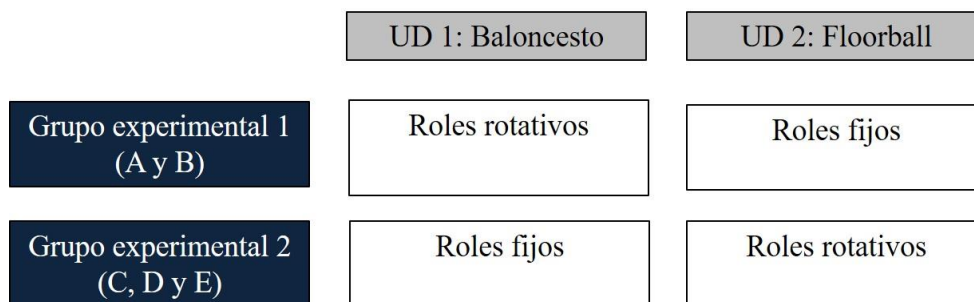 UD 1: Baloncesto
UD 2: Floorball
Grupo experimental 1
(A y B)
Roles rotativos
Roles fijos
Grupo experimental 2
(C, D y E)
Roles fijos
Roles rotativos